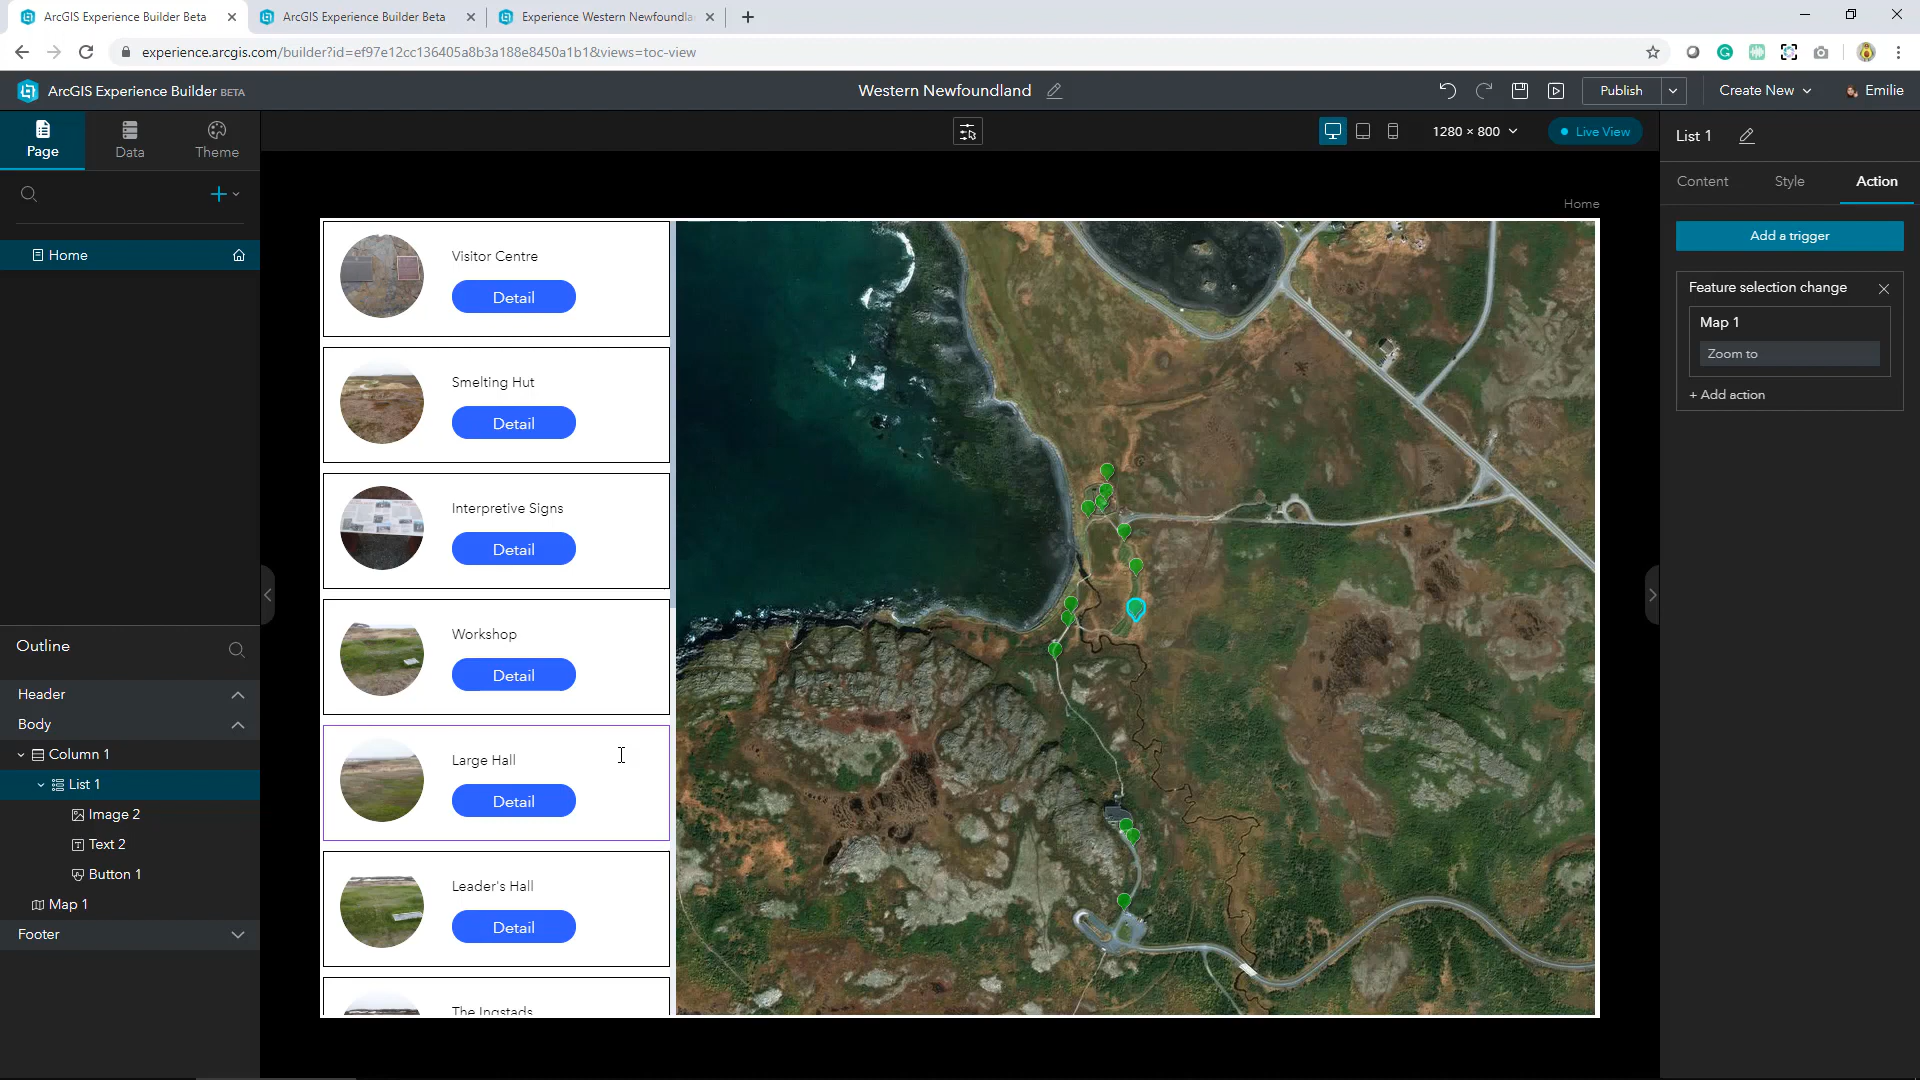 ArcGIS Experience Builder Beta
ArcGIS Experience Builder Beta
Experience Western Newfoundla
experience.arcgis.com/builder?id=ef97e12cc136405a8b3a188e8450a1b1&views=toc-view
ArcGIS Experience Builder BETA
Western Newfoundland
Publish
Create New
Emilie
Page
Data
Theme
1280 × 800
Live View
List 1
Content
Style
Action
Home
Home
Add a trigger
Feature selection change
Map 1
Zoom to
+ Add action
Visitor Centre
Detail
Smelting Hut
Detail
Interpretive Signs
Detail
Workshop
Detail
Large Hall
Detail
Leader's Hall
Detail
The Ingstads
Outline
Header
Body
Column 1
List 1
Image 2
Text 2
Button 1
Map 1
Footer